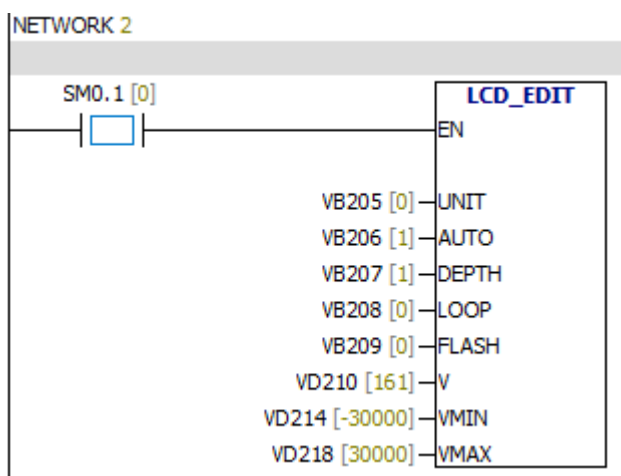 NETWORK 2
SM0.1 [0]
LCD_EDIT
EN
VB205 [0] UNIT
VB206 [1] AUTO
VB207 [1] DEPTH
VB208 [0] LOOP
VB209 [0] FLASH
VD210 [161] V
VD214 [-30000] VMIN
VD218 [30000] VMAX